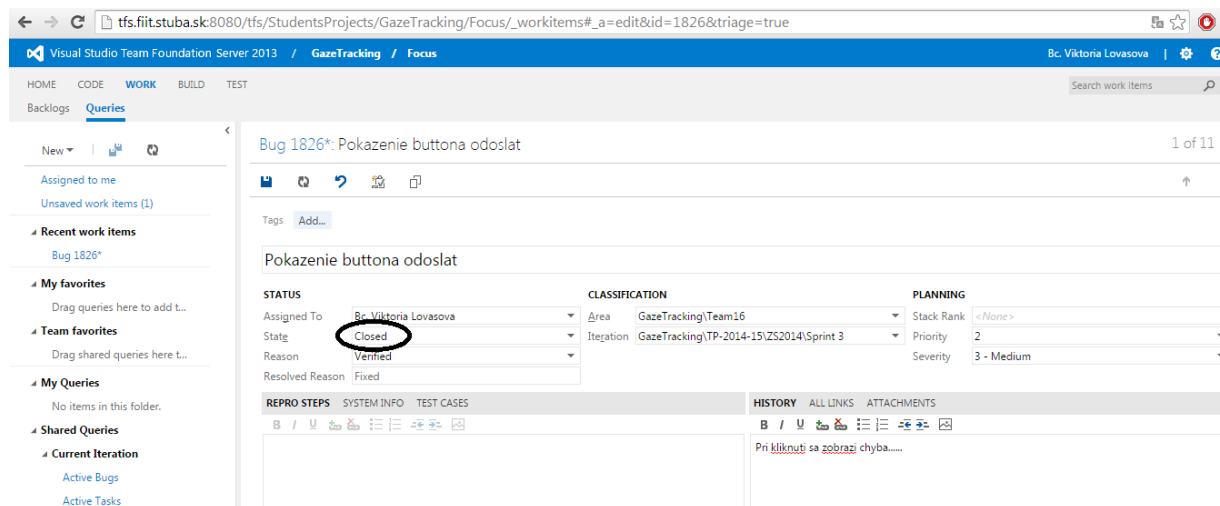 tfs.fiit.stuba.sk:8080/tfs/StudentsProjects/GazeTracking/Focus/_workitems#_a=edit&id=1826&triage=true
Visual Studio Team Foundation Server 2013 / GazeTracking / Focus Bc. Viktoria Lovasova |
HOME CODE WORK BUILD TEST Search work items
Backlogs Queries
New
Assigned to me
Unsaved work items (1)
Recent work items
Bug 1826*
My favorites
Drag queries here to add t...
Team favorites
Drag shared queries here t...
My Queries
No items in this folder.
Shared Queries
Current Iteration
Active Bugs
Active Tasks
Bug 1826*: Pokazenie buttona odoslat 1 of 11
Tags Add...
Pokazenie buttona odoslat
STATUS
Assigned To Bc. Viktoria Lovasova
State Closed
Reason Verified
Resolved Reason Fixed
CLASSIFICATION
Area GazeTracking\Team16
Iteration GazeTracking\TP-2014-15\ZS2014\Sprint 3
PLANNING
Stack Rank <None>
Priority 2
Severity 3 - Medium
REPRO STEPS SYSTEM INFO TEST CASES
B I U
HISTORY ALL LINKS ATTACHMENTS
B I U
Pri kliknuti sa zobrazi chyba......